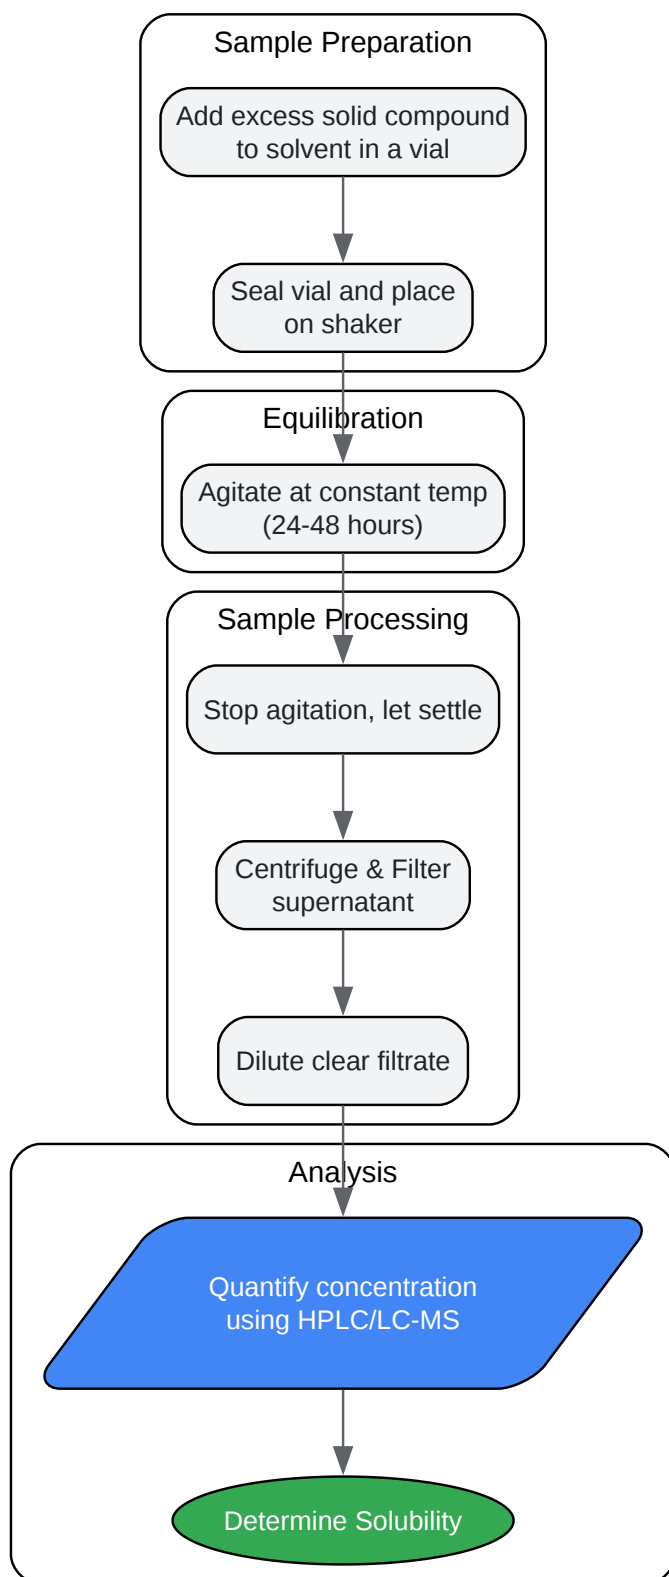 Sample Preparation
Add excess solid compound
to solvent in a vial
Seal vial and place
on shaker
Equilibration
Agitate at constant temp
(24-48 hours)
Sample Processing
Stop agitation, let settle
Centrifuge & Filter
supernatant
Dilute clear filtrate
Analysis
Quantify concentration
using HPLC/LC-MS
Determine Solubility